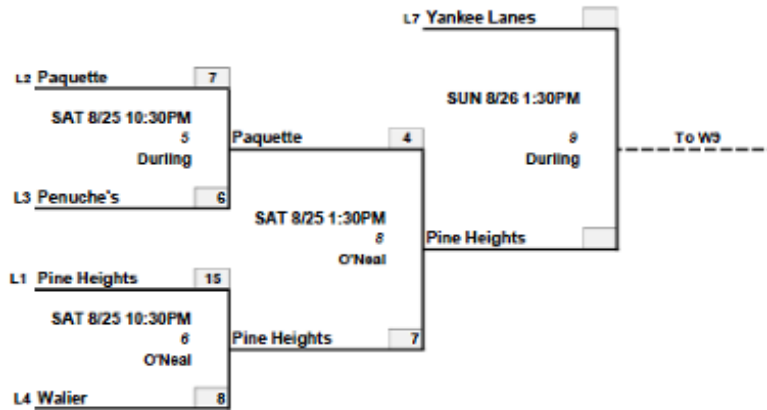 L7 Yankee Lanes
L2 Paquette 7
SAT 8/25 10:30PM
5
Durling
L3 Penuche's 6
Paquette 4
SUN 8/26 1:30PM
9
Durling
To W9
SAT 8/25 1:30PM
8
O'Neal
Pine Heights
L1 Pine Heights 15
SAT 8/25 10:30PM
6
O'Neal
L4 Walier 8
Pine Heights 7